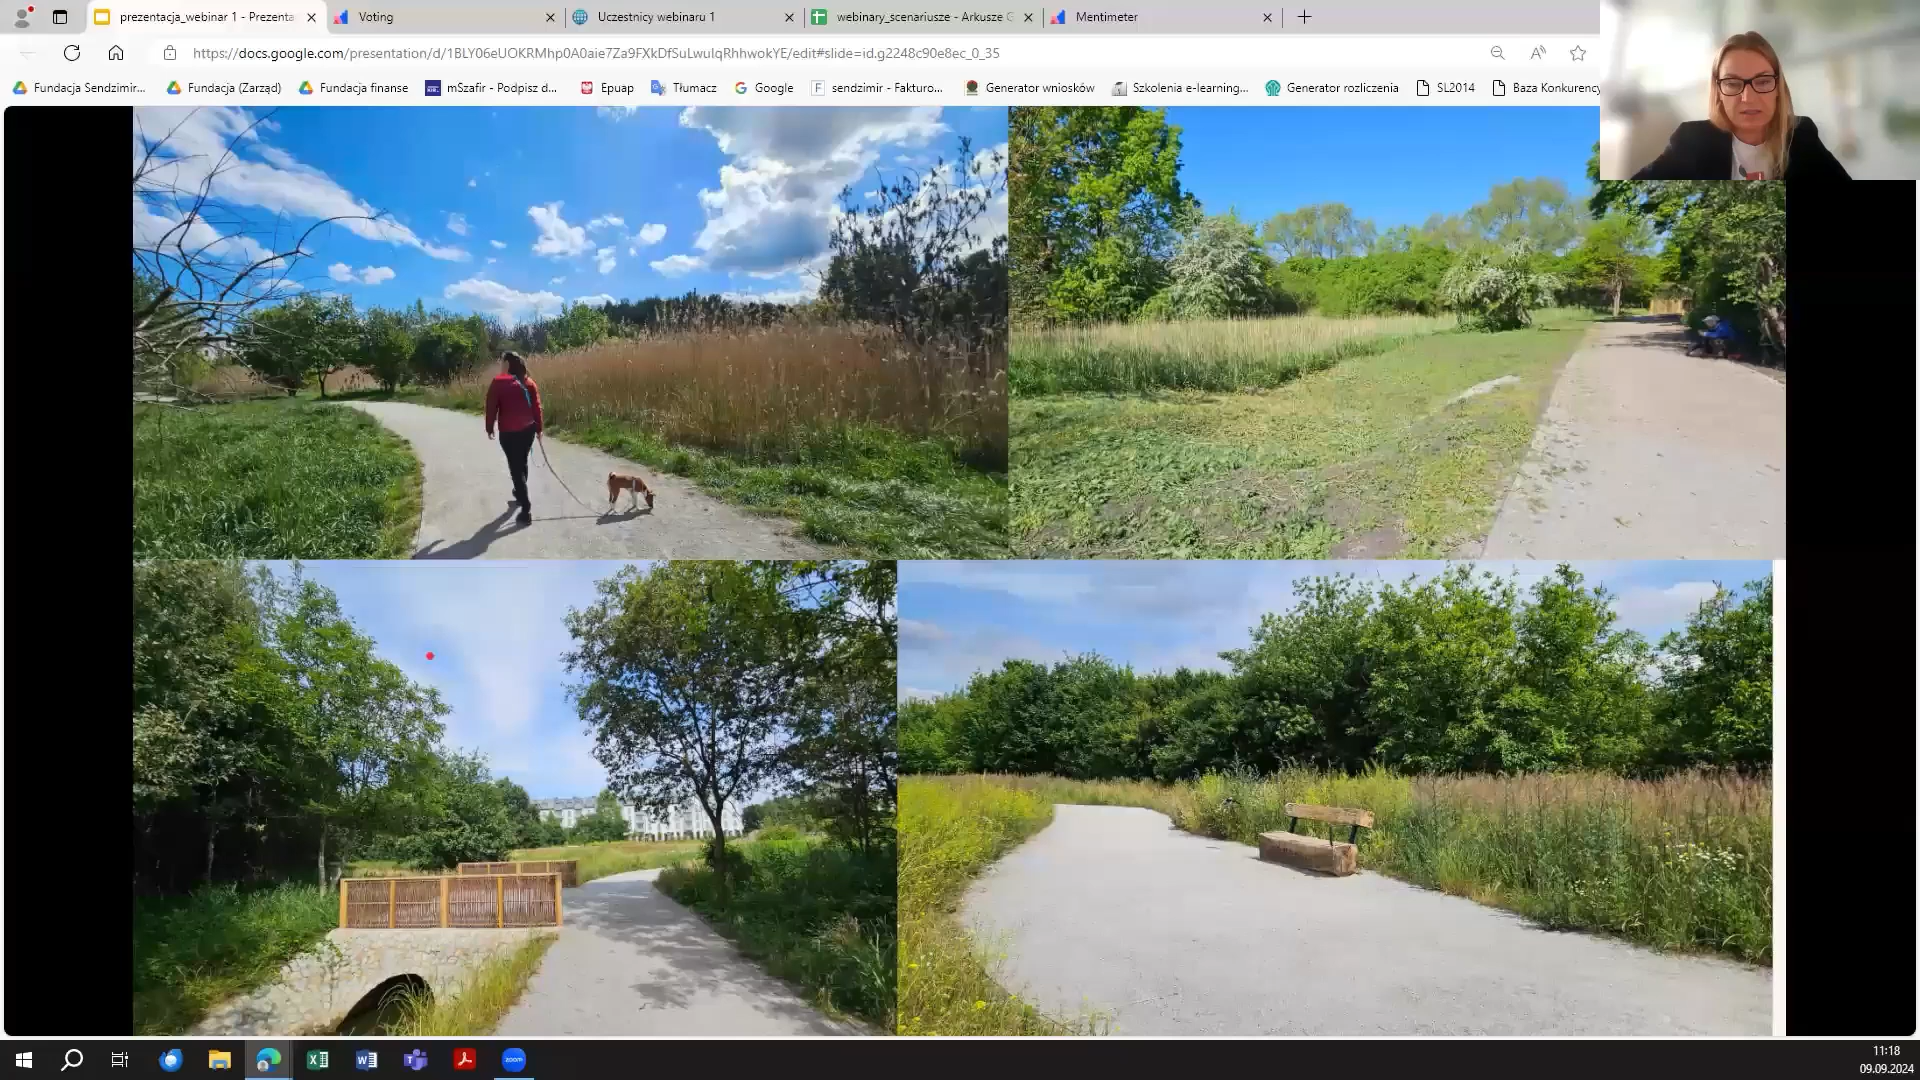 prezentacja_webinar 1 - Prezenta
Voting
Uczestnicy webinaru 1
webinary_scenariusze - Arkusze G
Mentimeter
https://docs.google.com/presentation/d/1BLY06eUOKRMhp0A0aie7Za9FXkDfSuLwulqRhhwokYE/edit#slide=id.g2248c90e8ec_0_35
Fundacja Sendzimir...
Fundacja (Zarząd)
Fundacja finanse
mSzafir - Podpisz d...
Epuap
Tłumacz
Google
sendzimir - Fakturo...
Generator wniosków
Szkolenia e-learning...
Generator rozliczenia
SL2014
Baza Konkurency
zoom
11:18
09.09.2024